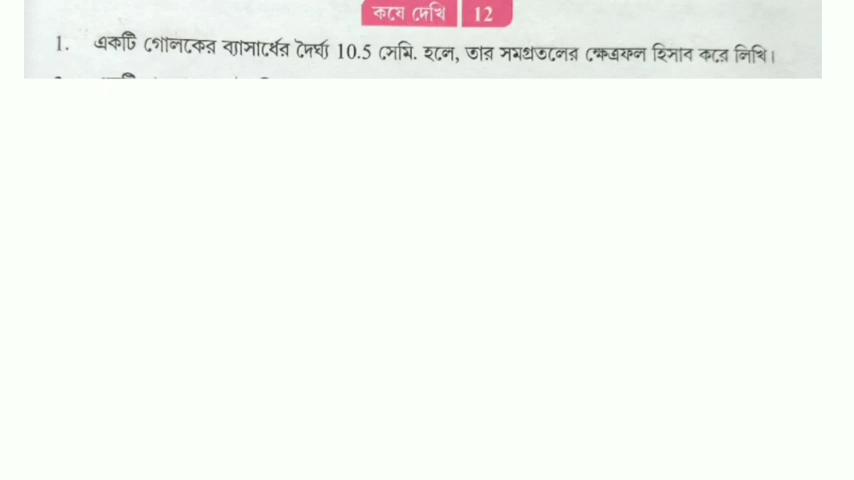 কষে দেখি 12
1. একটি গোলকের ব্যাসার্ধের দৈর্ঘ্য 10.5 সেমি. হলে, তার সমগ্রতলের ক্ষেত্রফল হিসাব করে লিখি।